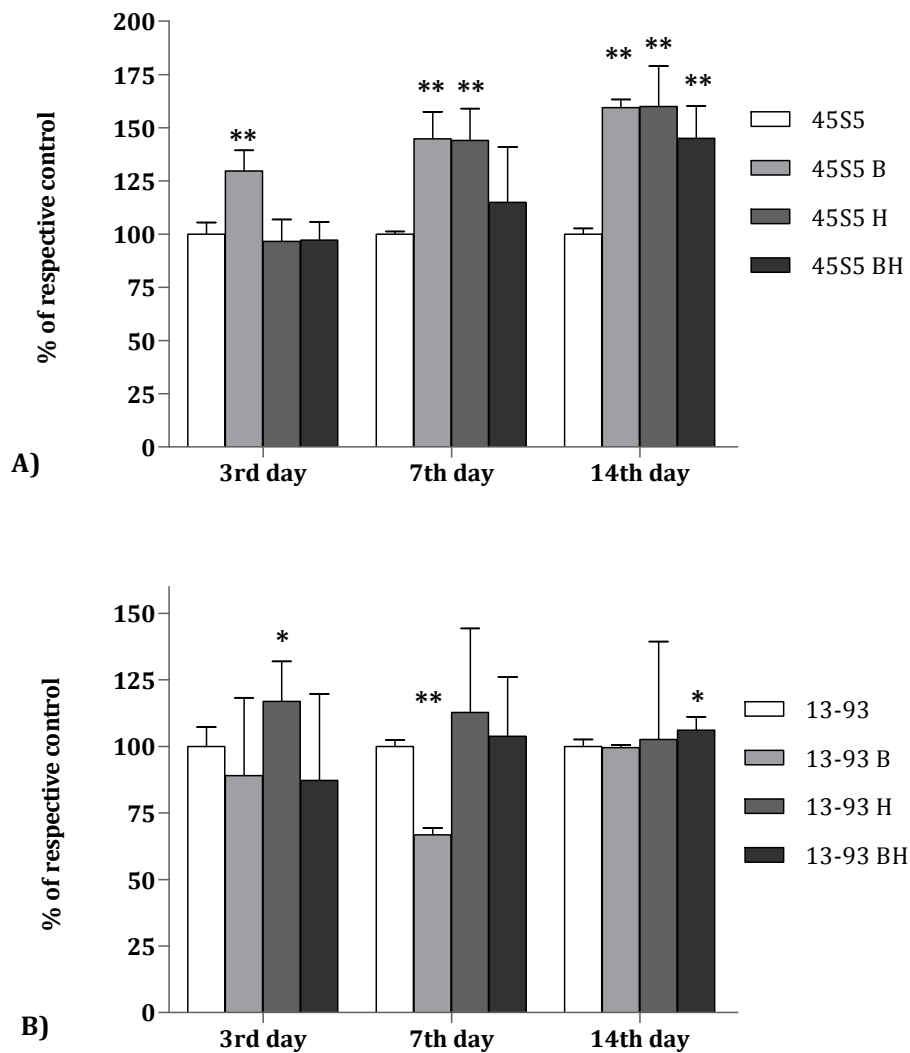 % of respective control
200
175
150
125
100
75
50
25
0
**
** **
** ** **
3rd day 7th day 14th day
45S5
45S5 B
45S5 H
45S5 BH
A)
% of respective control
150
125
100
75
50
25
0
*
**
*
3rd day 7th day 14th day
13-93
13-93 B
13-93 H
13-93 BH
B)